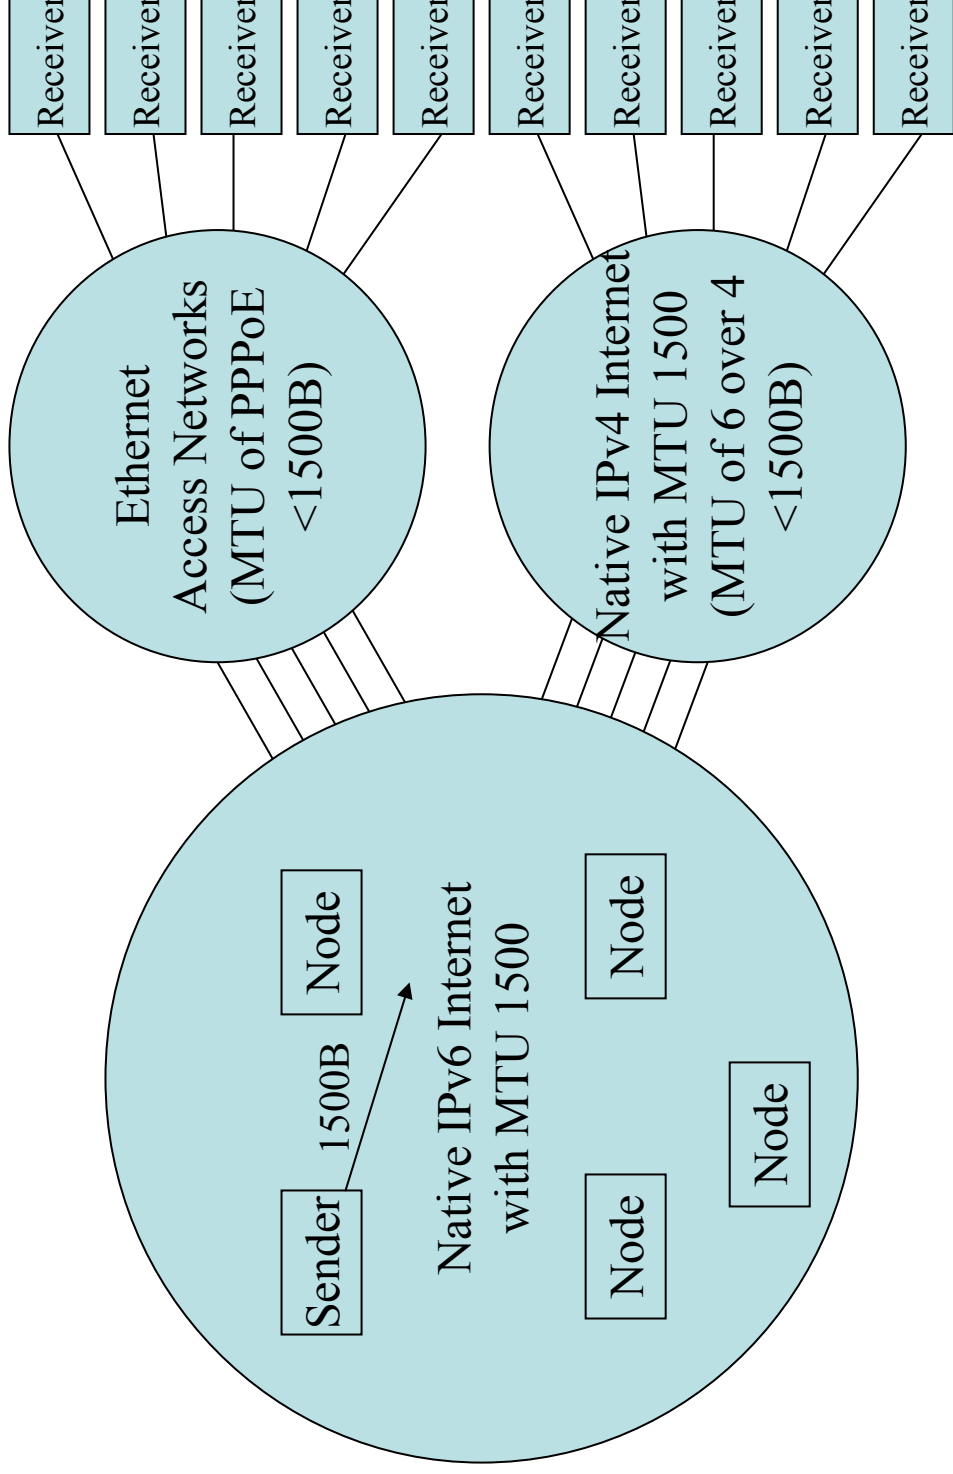 Sender
1500B
Node
Native IPv6 Internet
with MTU 1500
Node
Node
Node
Ethernet
Access Networks
(MTU of PPPoE
<1500B)
Native IPv4 Internet
with MTU 1500
(MTU of 6 over 4
<1500B)
Receiver
Receiver
Receiver
Receiver
Receiver
Receiver
Receiver
Receiver
Receiver
Receiver